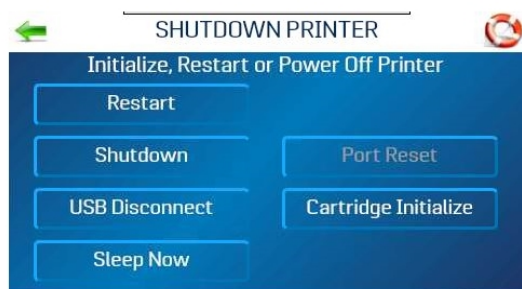 SHUTDOWN PRINTER
Initialize, Restart or Power Off Printer
Restart
Shutdown
Port Reset
USB Disconnect
Cartridge Initialize
Sleep Now